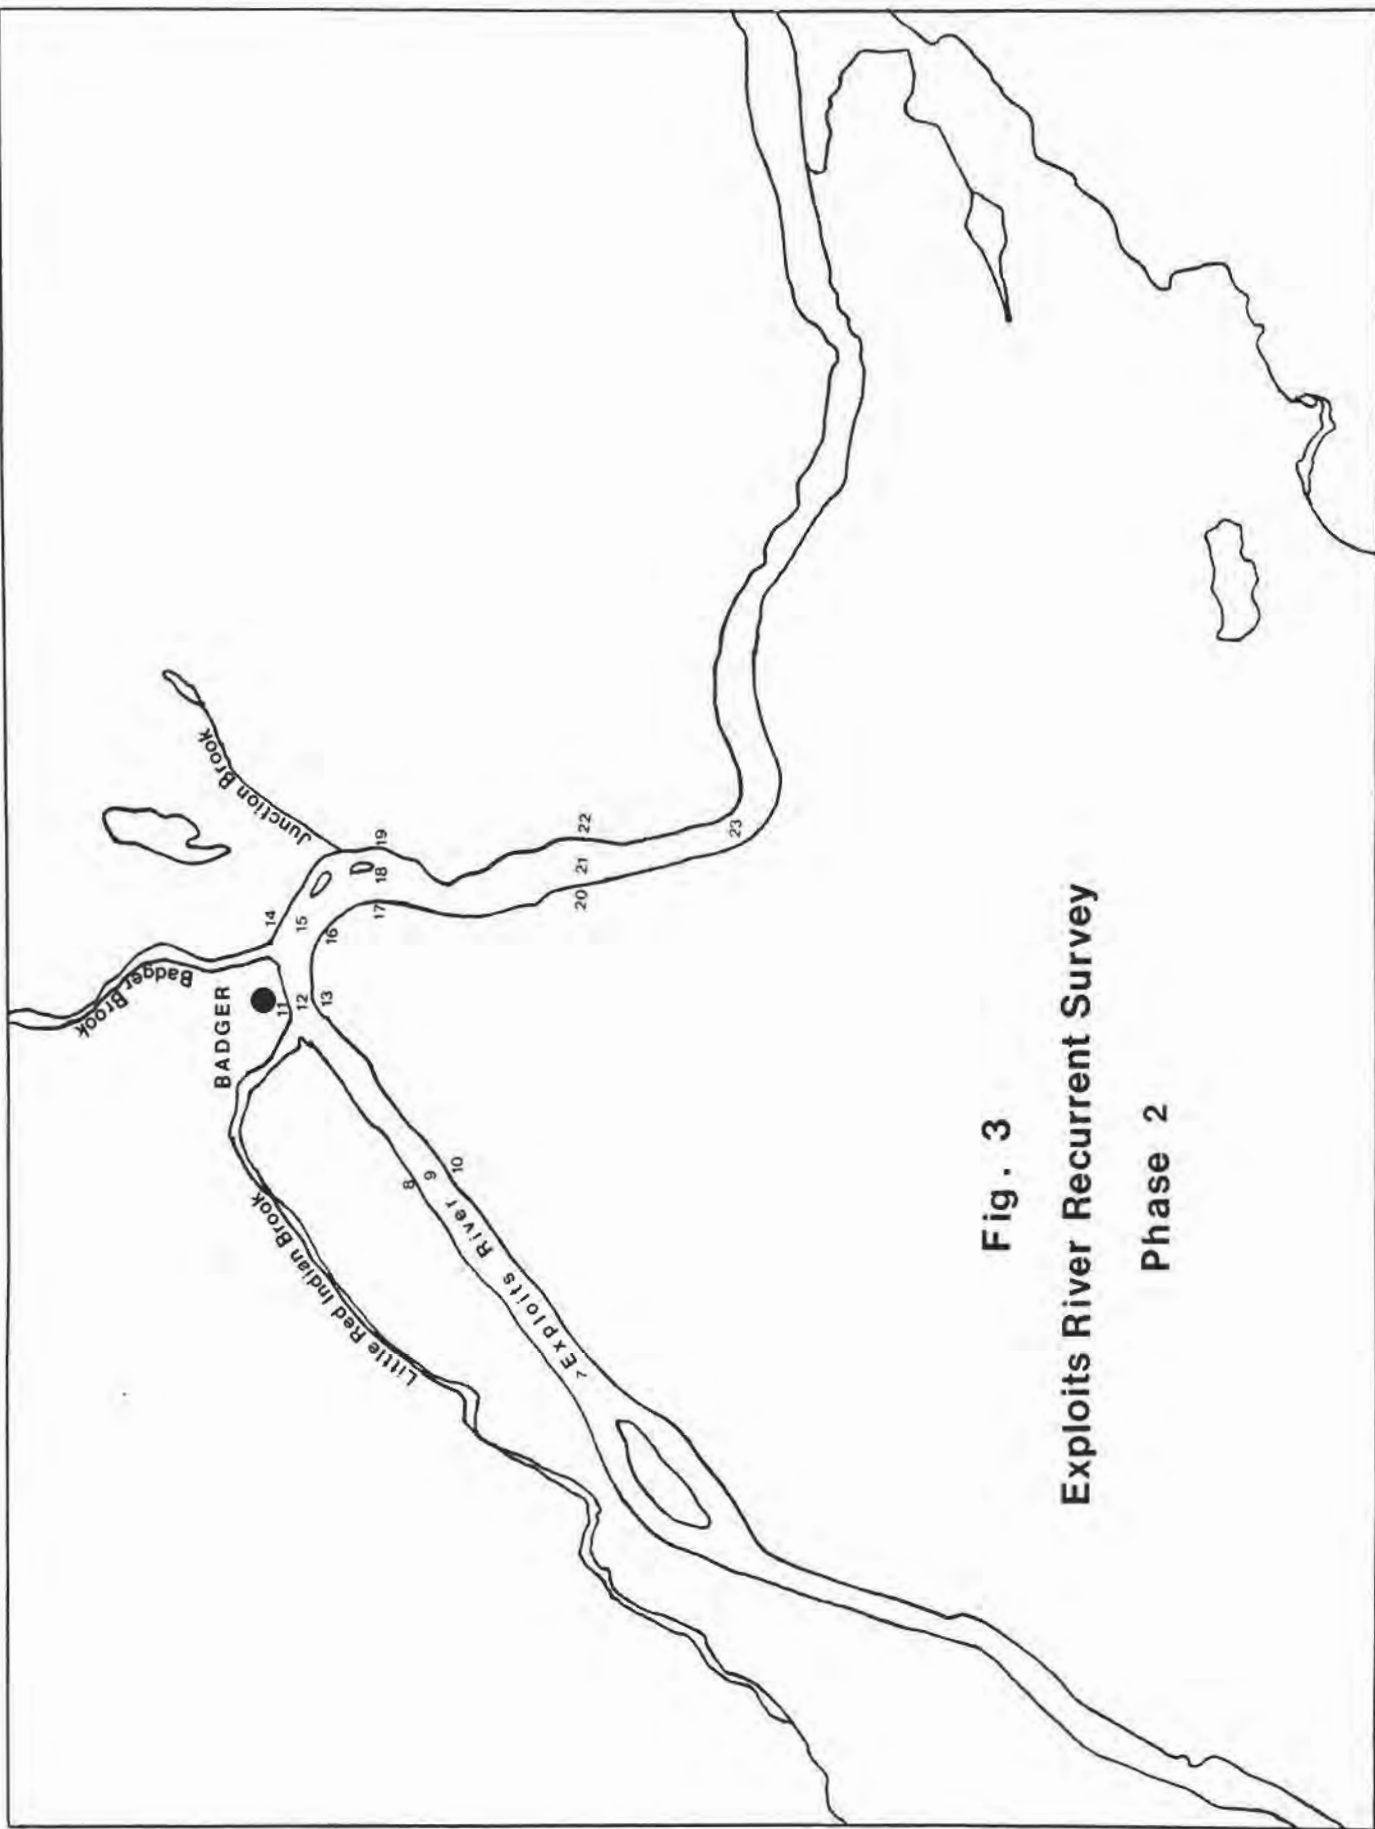 Little Red Indian Brook
BADGER
Badger Brook
Junction Brook
> Exploits River
8
9
10
11
12
13
14
15
16
17
18
19
20
21
22
23
Fig. 3
Exploits River Recurrent Survey
Phase 2